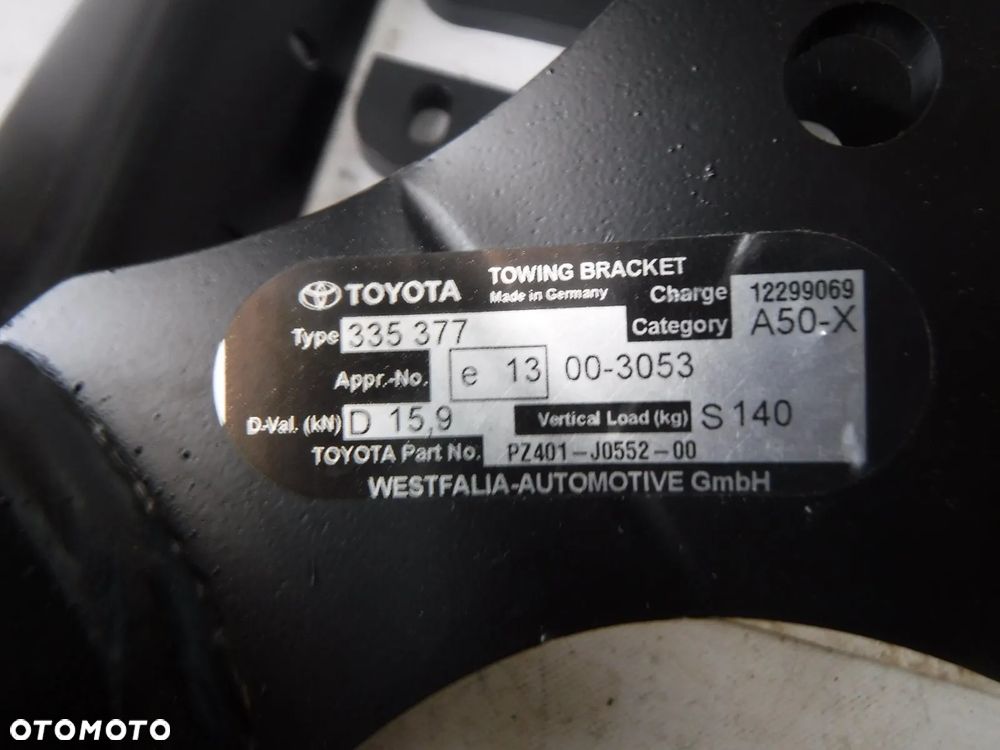 TOYOTA TOWING BRACKET
Made in Germany
Charge 12299069
Type 335 377
Category A50-X
Appr.-No. e 13 00-3053
D-Val. (kN) D 15,9 Vertical Load (kg) S 140
TOYOTA Part No. PZ401-J0552-00
WESTFALIA-AUTOMOTIVE GmbH
OTOMOTO